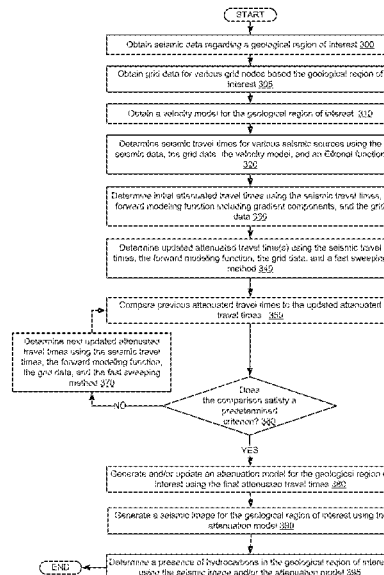 START
Obtain seismic data regarding a geological region of interest 300
Obtain grid data for various grid nodes based the geological region of
interest 305
Obtain a velocity model for the geological region of interest 310
Determine seismic travel times for various seismic sources using the
seismic data, the grid data, the velocity model, and an Eikonal function
320
Determine initial attenuated travel times using the seismic travel times,
forward modeling function including gradient components, and the grid
data 330
Determine updated attenuated travel time(s) using the seismic travel
times, the forward modeling function, the grid data, and a fast sweeping
method 340
Compare previous attenuated travel times to the updated attenuated
travel times 350
Determine next updated attenuated
travel times using the seismic travel
times, the forward modeling function,
the grid data, and the fast sweeping
method 370
Does
the comparison satisfy a
predetermined
criterion?
NO
YES
Generate and/or update an attenuation model for the geological region o
interest using the final attenuated travel times 380
Generate a seismic image for the geological region of interest using the
attenuation model 390
Determine a presence of hydrocarbons in the geological region of intere
using the seismic image and/or the attenuation model 395
END